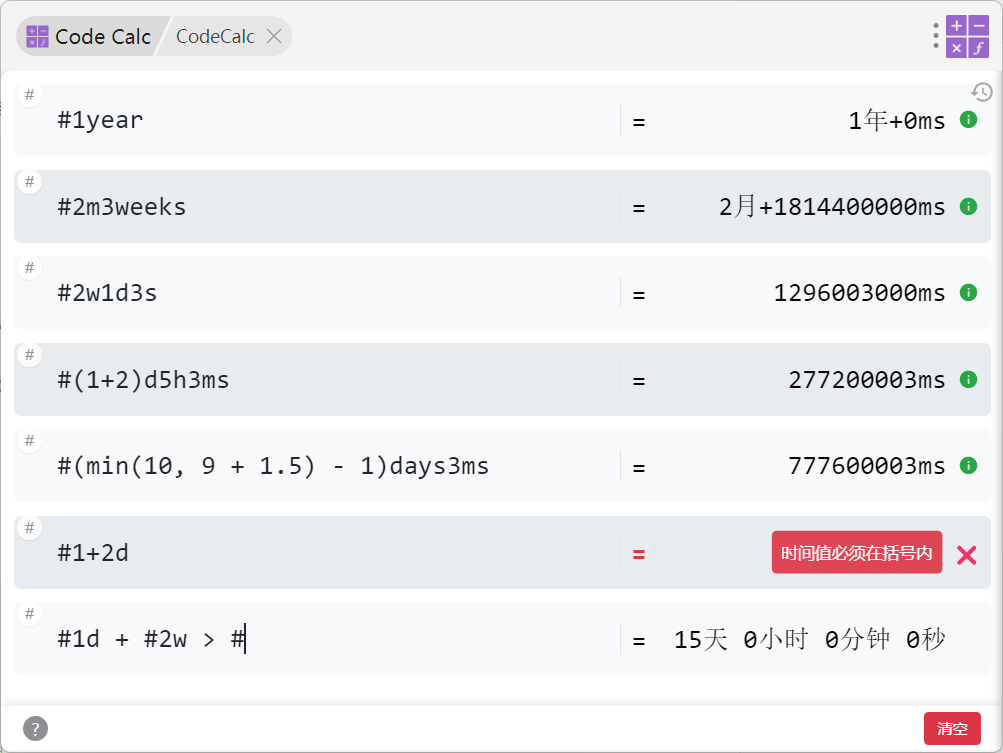 Code Calc CodeCalc
#
#1year = 1年+0ms
#
#2m3weeks = 2月+1814400000ms
#
#2w1d3s = 1296003000ms
#
#(1+2)d5h3ms = 277200003ms
#
#(min(10, 9 + 1.5) - 1)days3ms = 777600003ms
#
#1+2d = 时间值必须在括号内
#
#1d + #2w > # = 15天 0小时 0分钟 0秒
? 清空